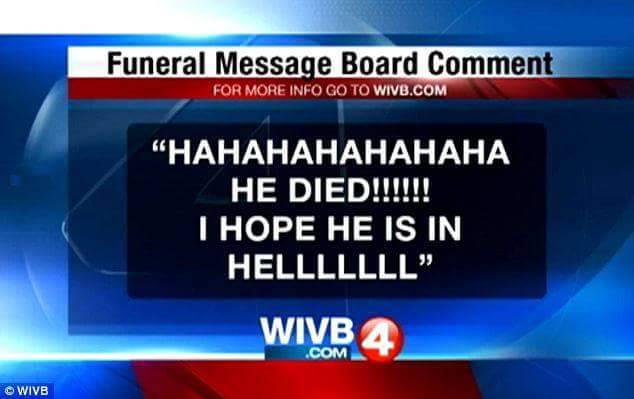 Funeral Message Board Comment
FOR MORE INFO GO TO WIVB.COM
“HAHAHAHAHAHAHA
HE DIED!!!!!!
I HOPE HE IS IN
HELLLLLLL”
WIVB 4
.COM
© WIVB